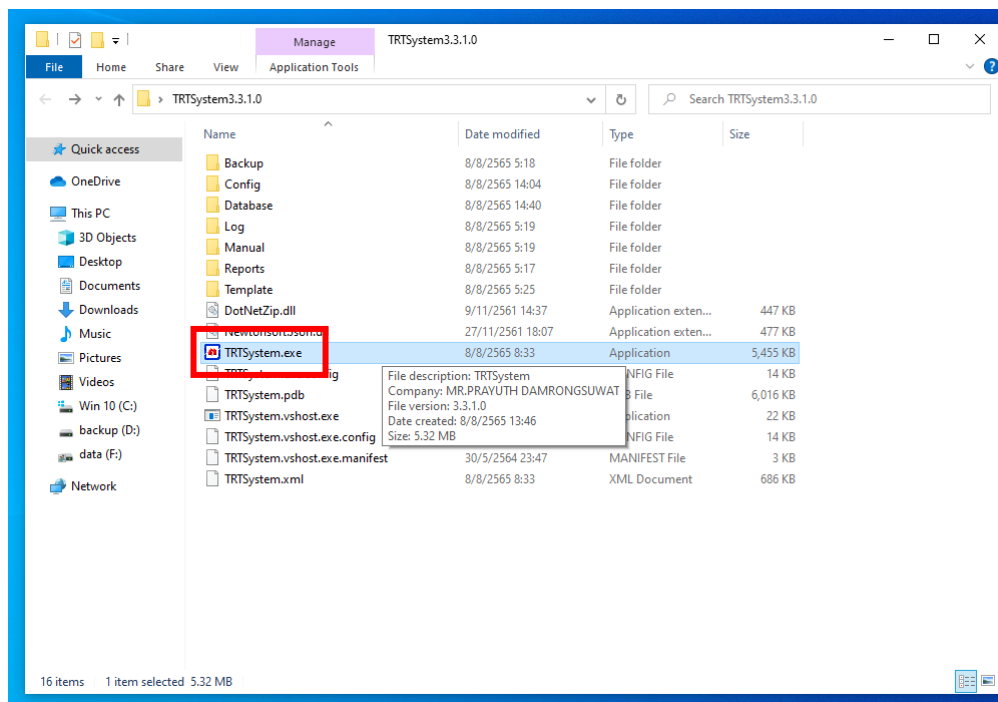 Manage TRTSystem3.3.1.0
File Home Share View Application Tools
TRTSystem3.3.1.0 Search TRTSystem3.3.1.0
Name Date modified Type Size
Quick access
OneDrive
This PC
3D Objects
Desktop
Documents
Downloads
Music
Pictures
Videos
Win 10 (C:)
backup (D:)
data (F:)
Network
Backup 8/8/2565 5:18 File folder
Config 8/8/2565 14:04 File folder
Database 8/8/2565 14:40 File folder
Log 8/8/2565 5:19 File folder
Manual 8/8/2565 5:19 File folder
Reports 8/8/2565 5:17 File folder
Template 8/8/2565 5:25 File folder
DotNetZip.dll 9/11/2561 14:37 Application exten... 447 KB
27/11/2561 18:07 Application exten... 477 KB
TRTSystem.exe 8/8/2565 8:33 Application 5,455 KB
14 KB
TRTSystem.pdb File 6,016 KB
TRTSystem.vshost.exe 22 KB
TRTSystem.vshost.exe.config File 14 KB
TRTSystem.vshost.exe.manifest 30/5/2564 23:47 MANIFEST File 3 KB
TRTSystem.xml 8/8/2565 8:33 XML Document 686 KB
File description: TRTSystem
Company: MR.PRAYUTH DAMRONGSUWAT
File version: 3.3.1.0
Date created: 8/8/2565 13:46
Size: 5.32 MB
16 items 1 item selected 5.32 MB